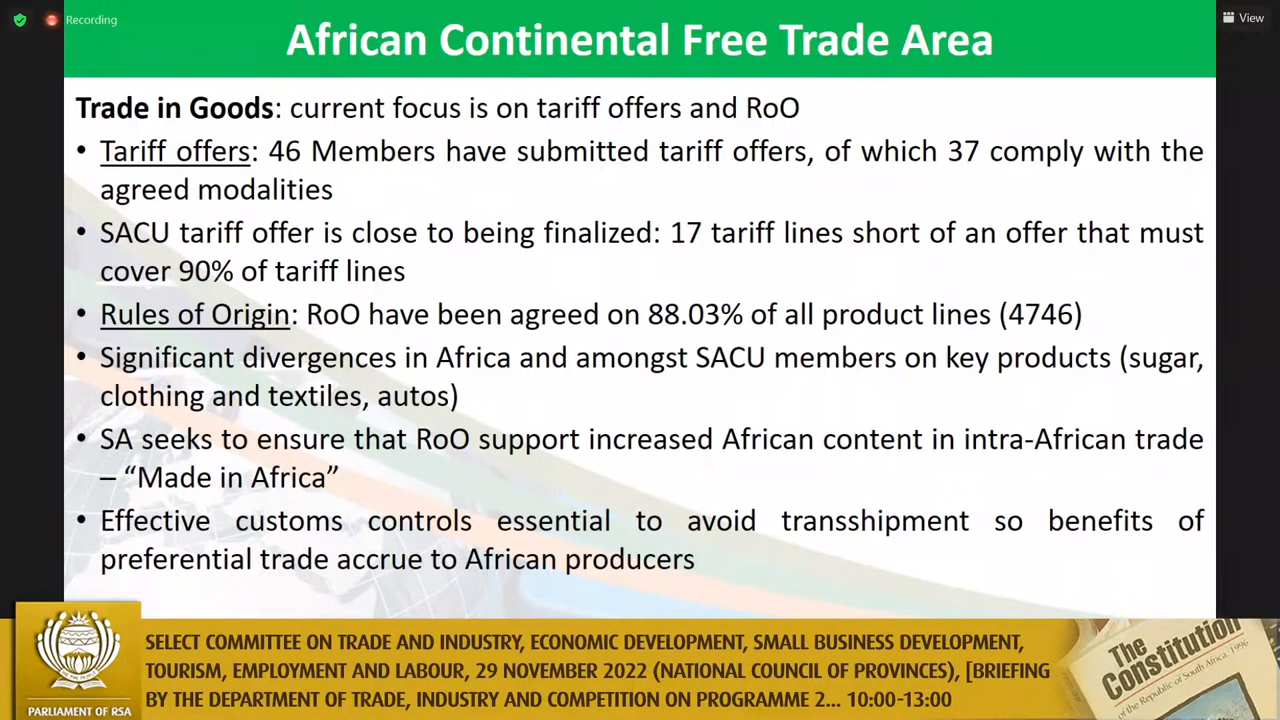 Recording
View
African Continental Free Trade Area
Trade in Goods: current focus is on tariff offers and RoO
• Tariff offers: 46 Members have submitted tariff offers, of which 37 comply with the
agreed modalities
• SACU tariff offer is close to being finalized: 17 tariff lines short of an offer that must
cover 90% of tariff lines
• Rules of Origin: RoO have been agreed on 88.03% of all product lines (4746)
• Significant divergences in Africa and amongst SACU members on key products (sugar,
clothing and textiles, autos)
• SA seeks to ensure that RoO support increased African content in intra-African trade
– “Made in Africa”
• Effective customs controls essential to avoid transshipment so benefits of
preferential trade accrue to African producers
PARLIAMENT OF RSA
SELECT COMMITTEE ON TRADE AND INDUSTRY, ECONOMIC DEVELOPMENT, SMALL BUSINESS DEVELOPMENT,
TOURISM, EMPLOYMENT AND LABOUR, 29 NOVEMBER 2022 (NATIONAL COUNCIL OF PROVINCES), [BRIEFING
BY THE DEPARTMENT OF TRADE, INDUSTRY AND COMPETITION ON PROGRAMME 2... 10:00-13:00
The
Constitution
of the Republic of South Africa, 1996